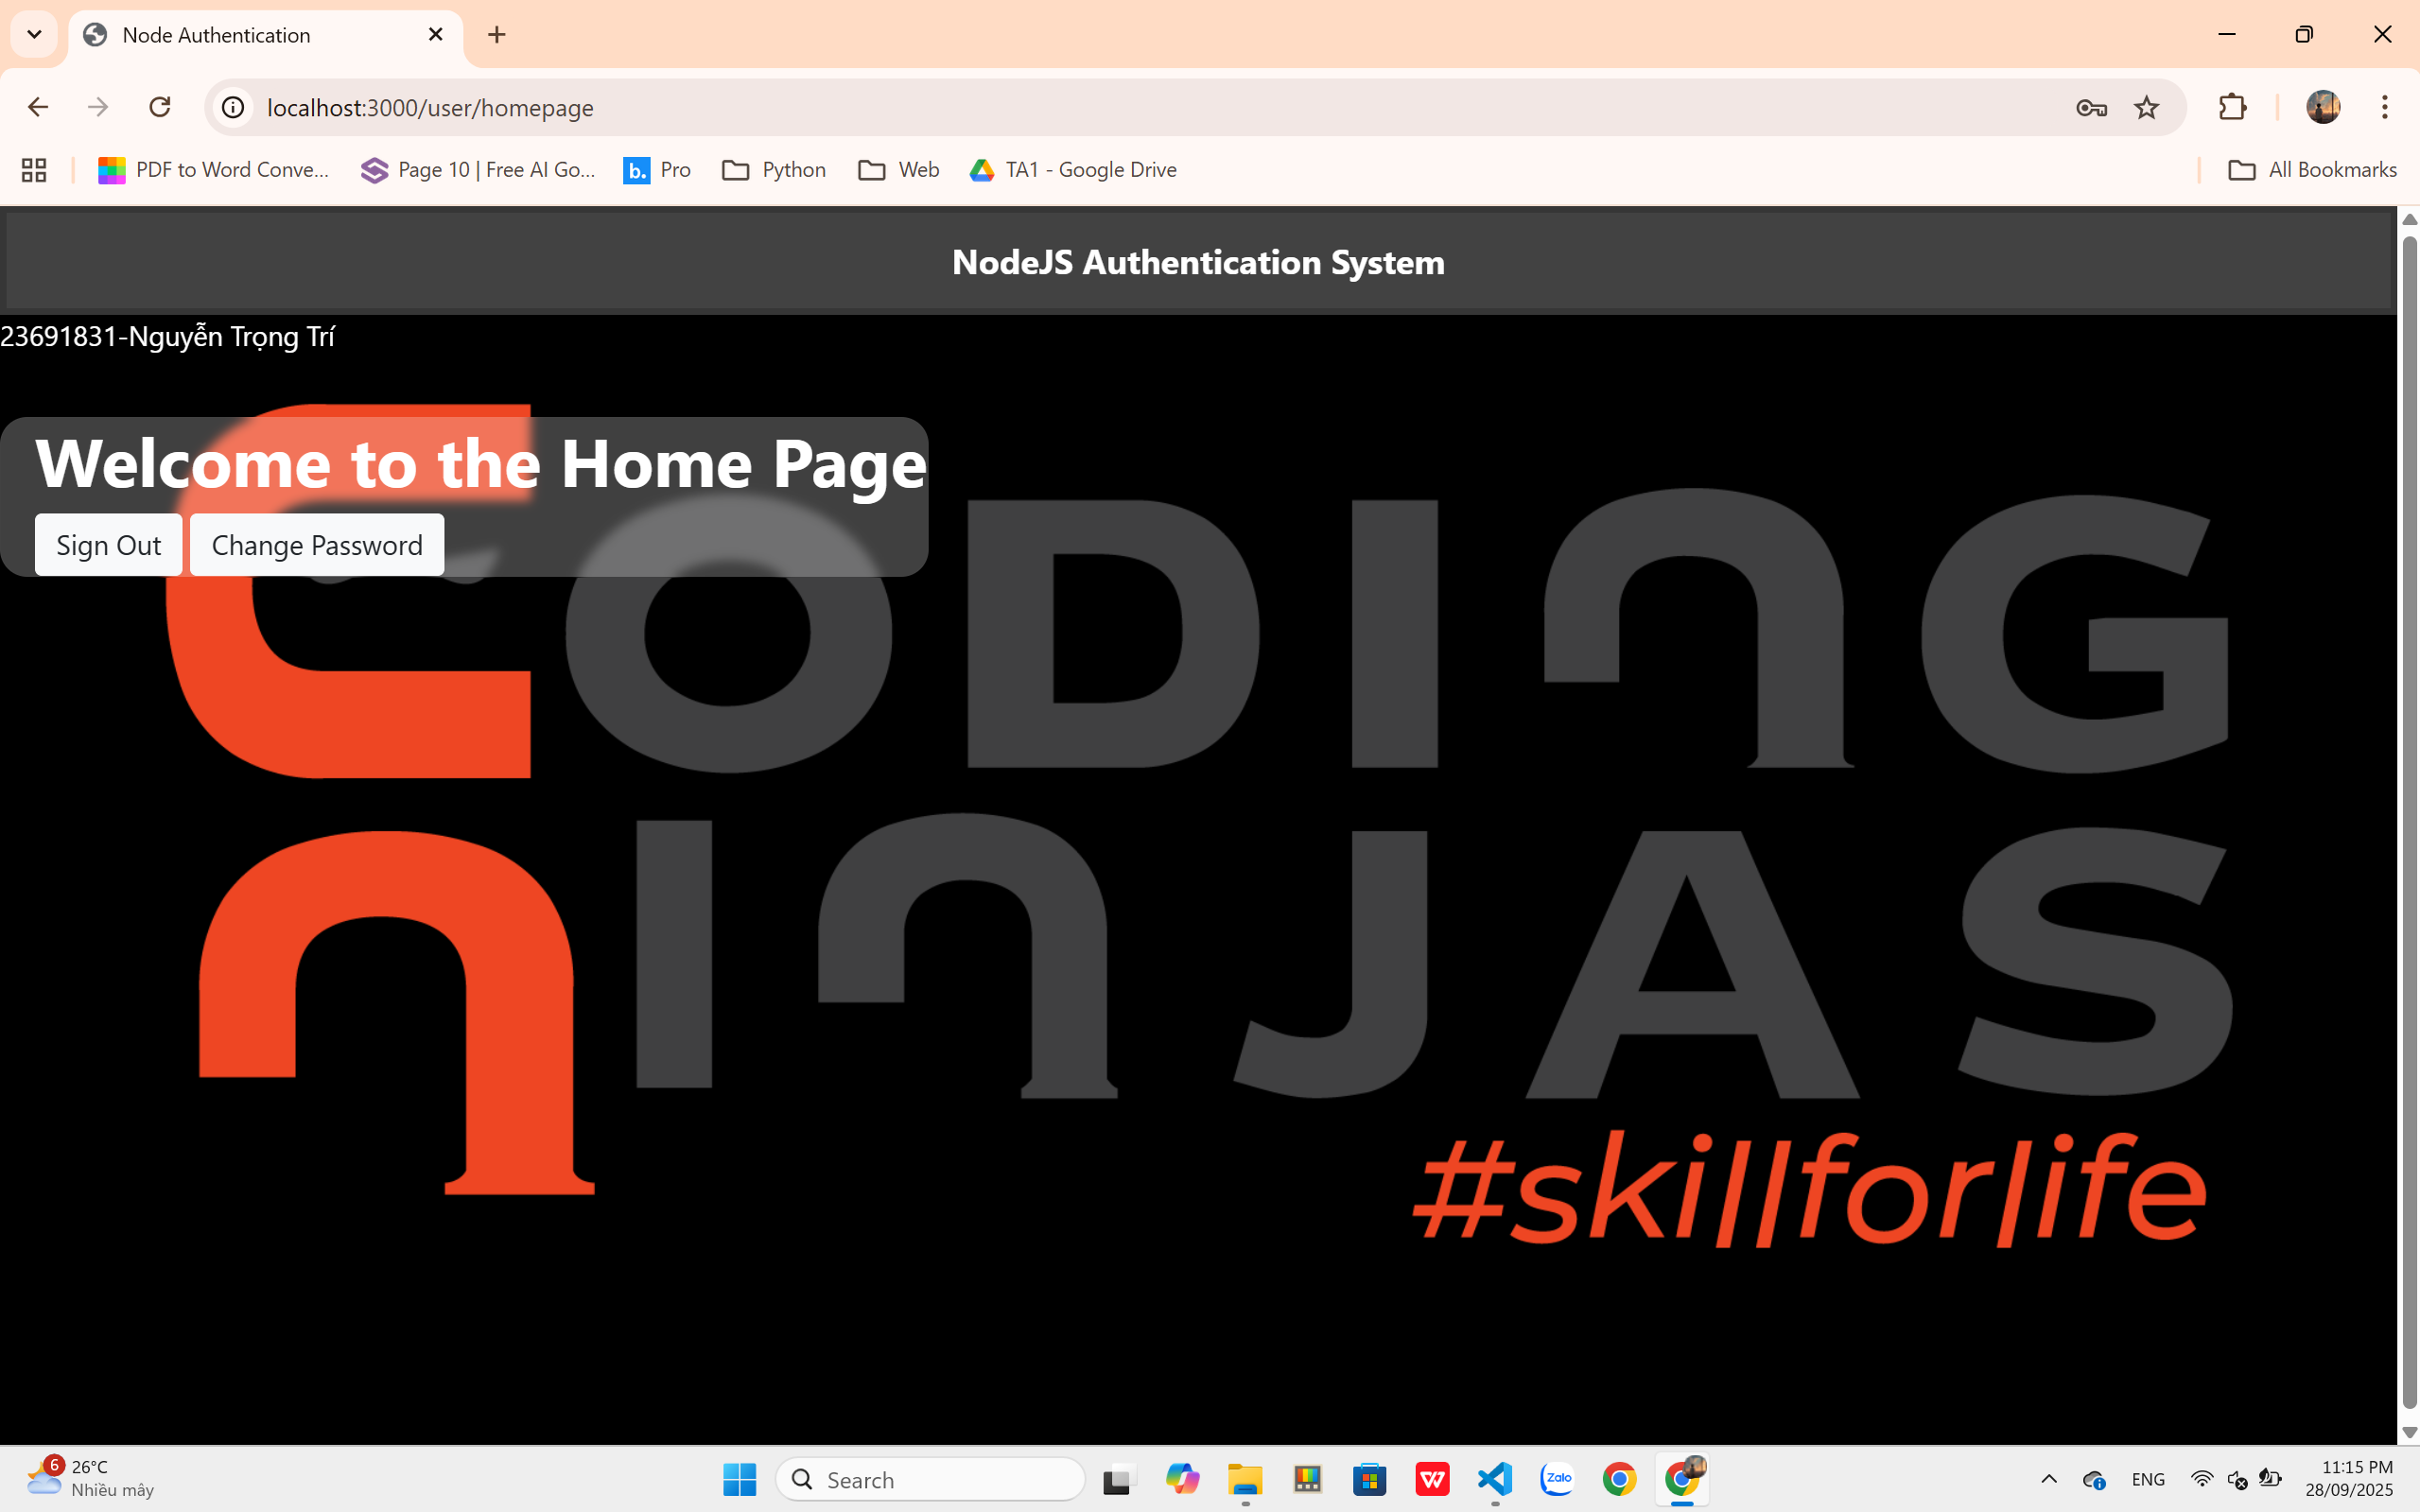 Node Authentication
localhost:3000/user/homepage
PDF to Word Conve...
Page 10 | Free AI Go...
b. Pro
Python
Web
TA1 - Google Drive
All Bookmarks
NodeJS Authentication System
23691831-Nguyễn Trọng Trí
Welcome to the Home Page
Sign Out
Change Password
CODING
NINJAS
#skillforlife
6
26°C
Nhiều mây
Search
Zalo
ENG
11:15 PM
28/09/2025